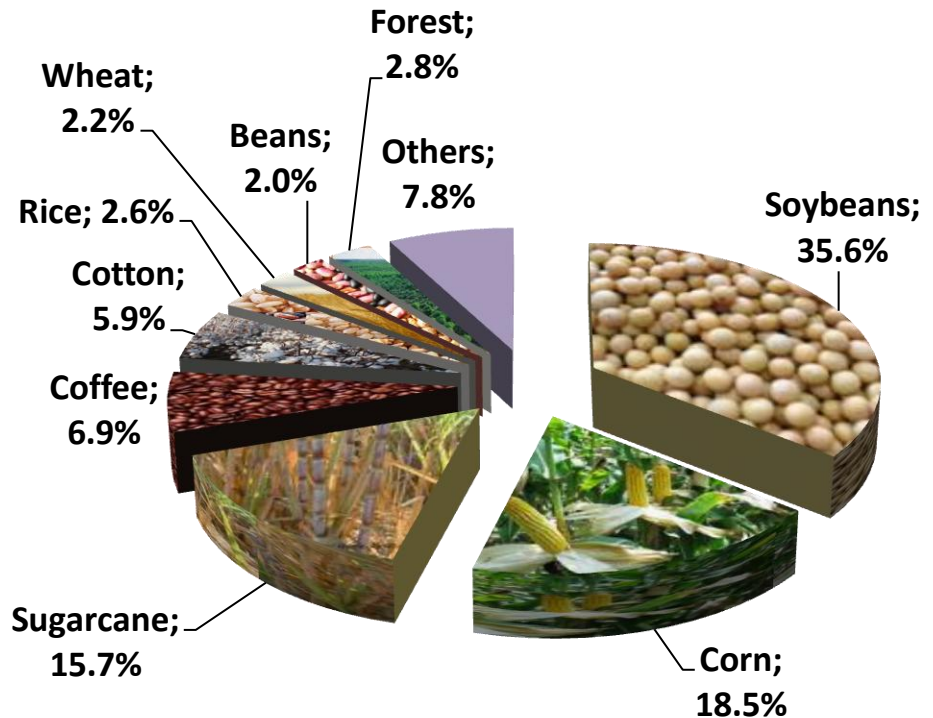 Forest;
2.8%
Wheat;
2.2%
Beans;
2.0%
Others;
7.8%
Rice; 2.6%
Soybeans;
35.6%
Cotton;
5.9%
Coffee;
6.9%
Sugarcane;
15.7%
Corn;
18.5%